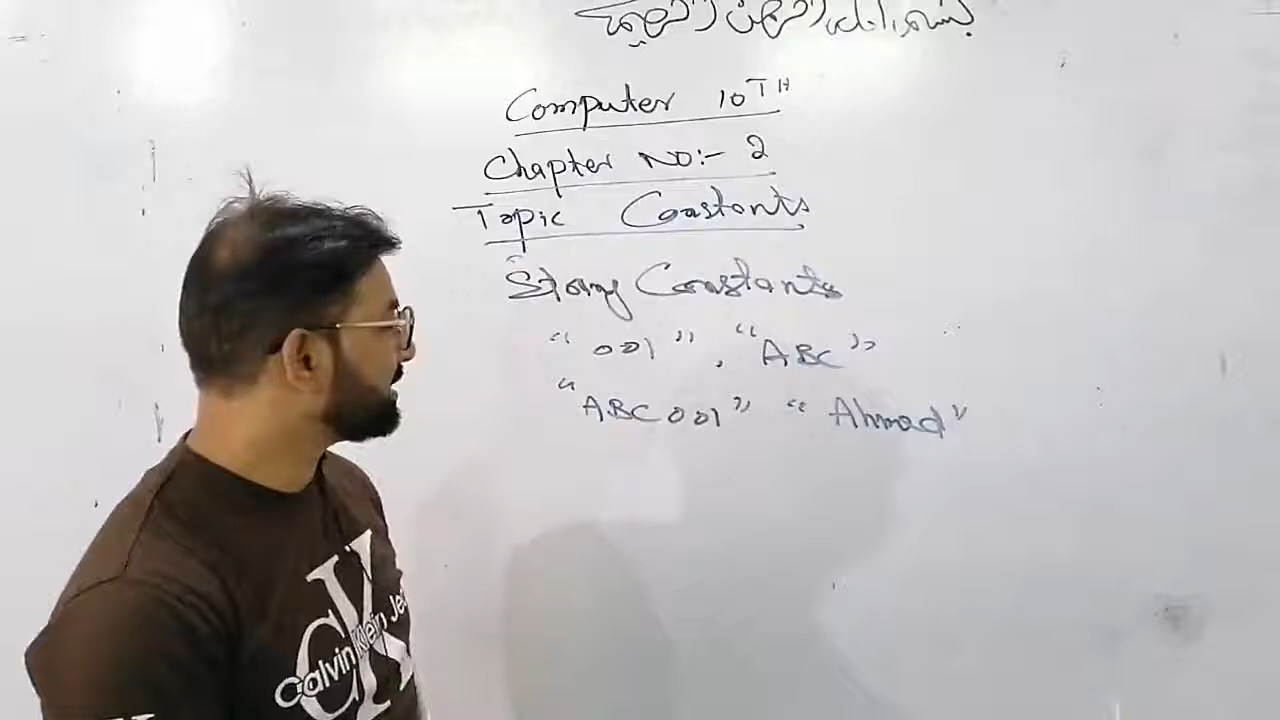 بسم اللہ الرحمن الرحیم
Computer 10TH
Chapter NO:- 2
Topic Constants
String Constants
“ 001 ” , “ ABC ”
“ ABC001 ” “ Ahmad ”
Calvin Klein Jea